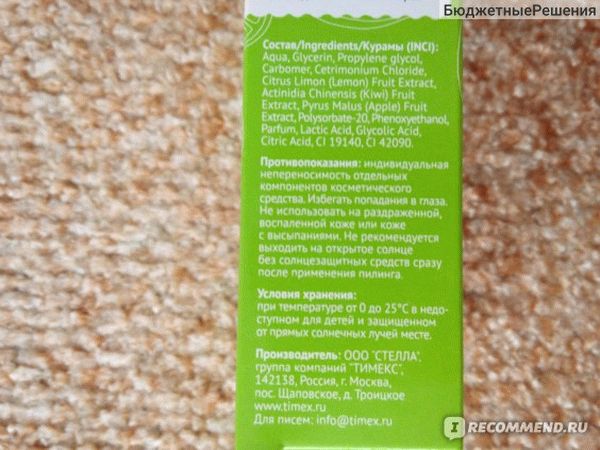 БюджетныеРешения
Состав/Ingredients/Курамы (INCI):
Aqua, Glycerin, Propylene glycol,
Carbomer, Cetrimonium Chloride,
Citrus Limon (Lemon) Fruit Extract,
Actinidia Chinensis (Kiwi) Fruit
Extract, Pyrus Malus (Apple) Fruit
Extract, Polysorbate-20, Phenoxyethanol,
Parfum, Lactic Acid, Glycolic Acid,
Citric Acid, CI 19140, CI 42090.
Противопоказания: индивидуальная
непереносимость отдельных
компонентов косметического
средства. Избегать попадания в глаза.
Не использовать на раздраженной,
воспаленной коже или коже
с высыпаниями. Не рекомендуется
выходить на открытое солнце
без солнцезащитных средств сразу
после применения пилинга.
Условия хранения:
при температуре от 0 до 25°С в недо-
ступном для детей и защищенном
от прямых солнечных лучей месте.
Производитель: ООО "СТЕЛЛА",
группа компаний "ТИМЕКС",
142138, Россия, г. Москва,
пос. Щаповское, д. Троицкое
www.timex.ru
Для писем: info@timex.ru
I RECOMMEND.RU